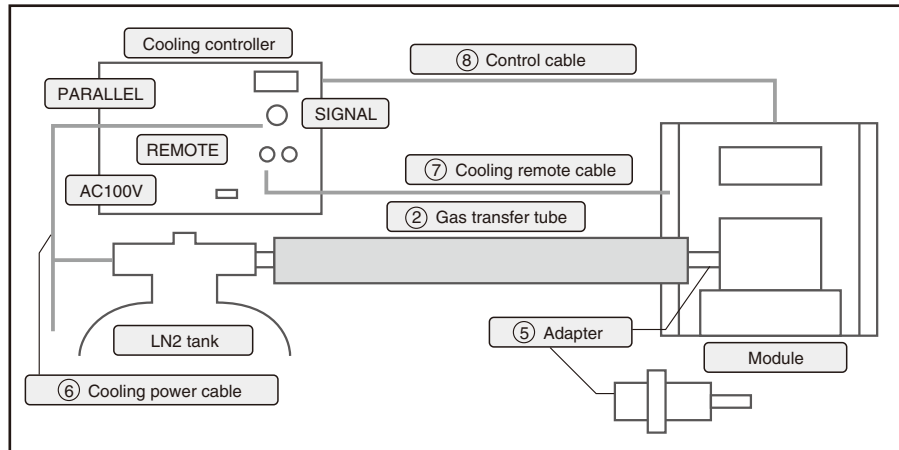 Cooling controller
⑧ Control cable
PARALLEL
SIGNAL
REMOTE
⑦ Cooling remote cable
AC100V
② Gas transfer tube
LN2 tank
⑤ Adapter
Module
⑥ Cooling power cable